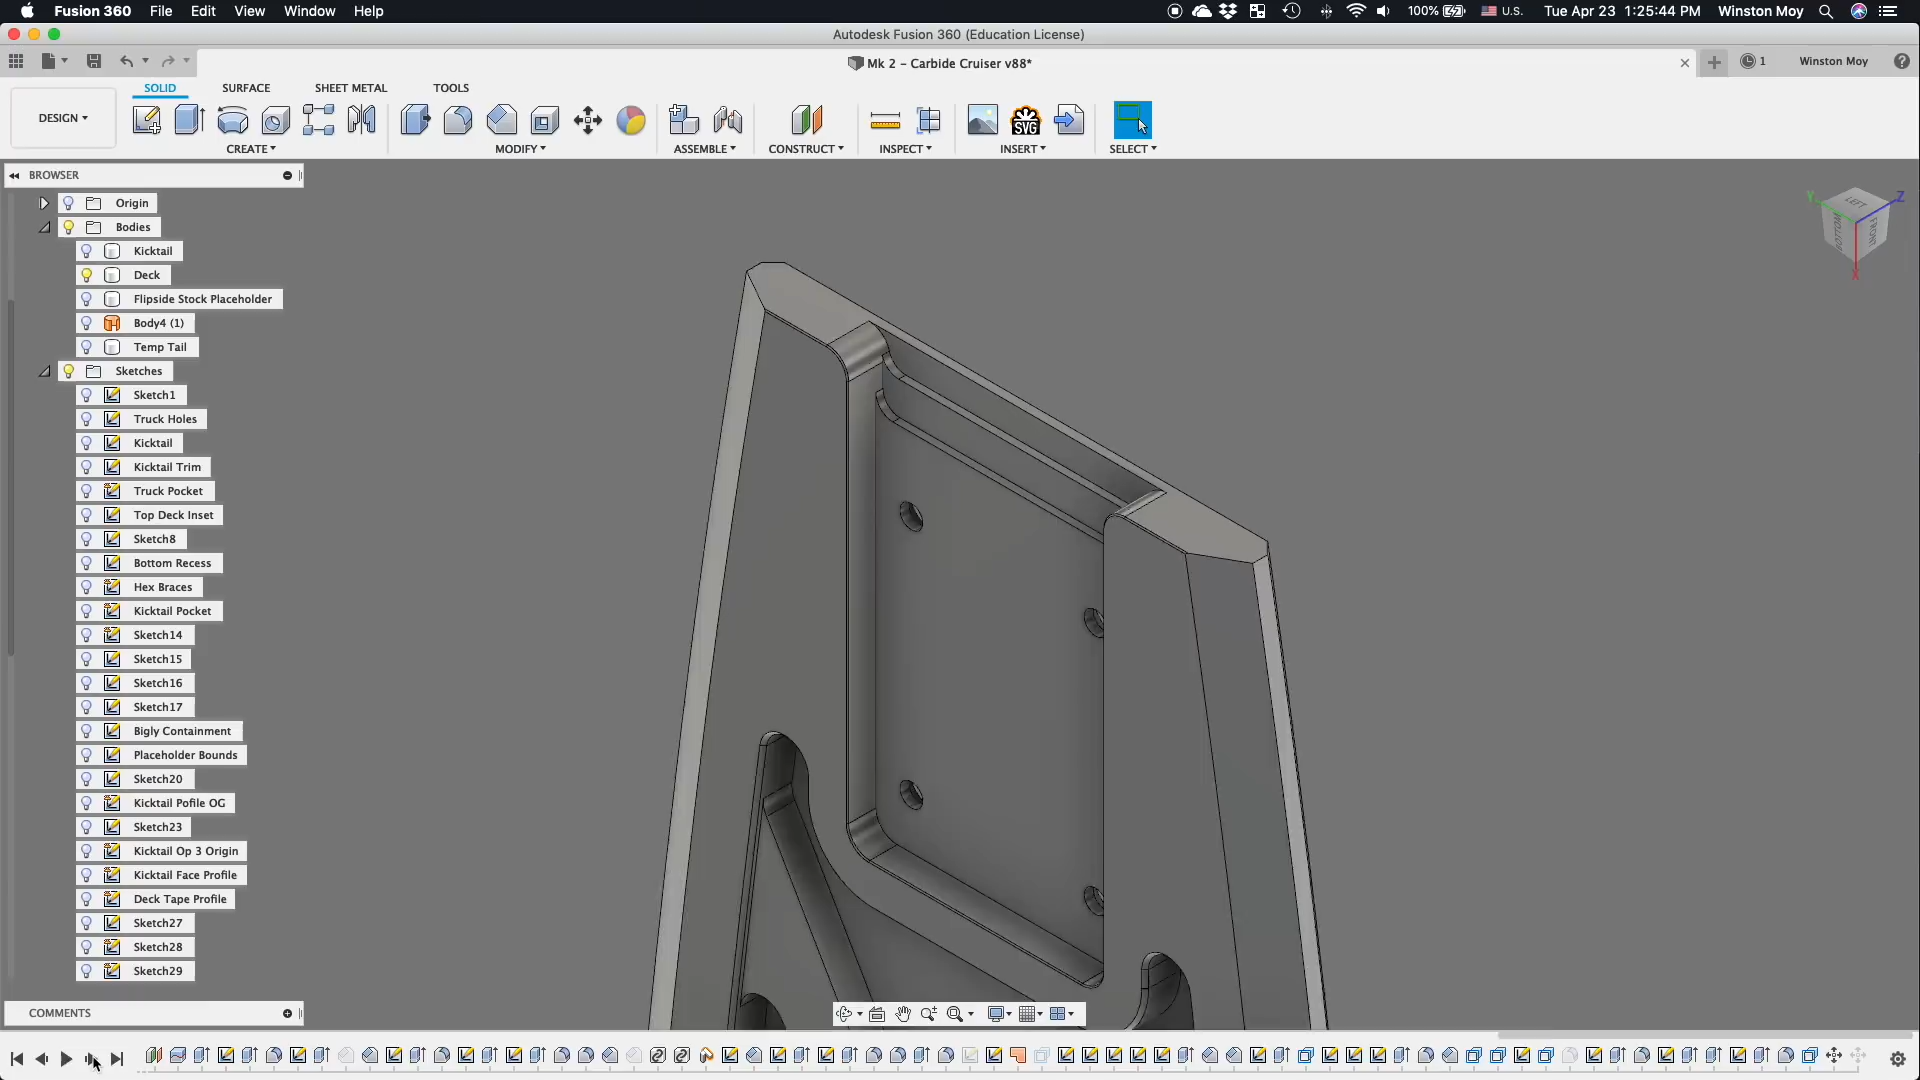 Fusion 360 File Edit View Window Help 100% U.S. Tue Apr 23 1:25:44 PM Winston Moy
Autodesk Fusion 360 (Education License)
Mk 2 - Carbide Cruiser v88* 1 Winston Moy
SOLID SURFACE SHEET METAL TOOLS
DESIGN
SVG
CREATE MODIFY ASSEMBLE CONSTRUCT INSPECT INSERT SELECT
BROWSER
Origin
Bodies
Kicktail
Deck
Flipside Stock Placeholder
Body4 (1)
Temp Tail
Sketches
Sketch1
Truck Holes
Kicktail
Kicktail Trim
Truck Pocket
Top Deck Inset
Sketch8
Bottom Recess
Hex Braces
Kicktail Pocket
Sketch14
Sketch15
Sketch16
Sketch17
Bigly Containment
Placeholder Bounds
Sketch20
Kicktail Pofile OG
Sketch23
Kicktail Op 3 Origin
Kicktail Face Profile
Deck Tape Profile
Sketch27
Sketch28
Sketch29
Y Z
LEFT
BOTTOM FRONT
X
COMMENTS